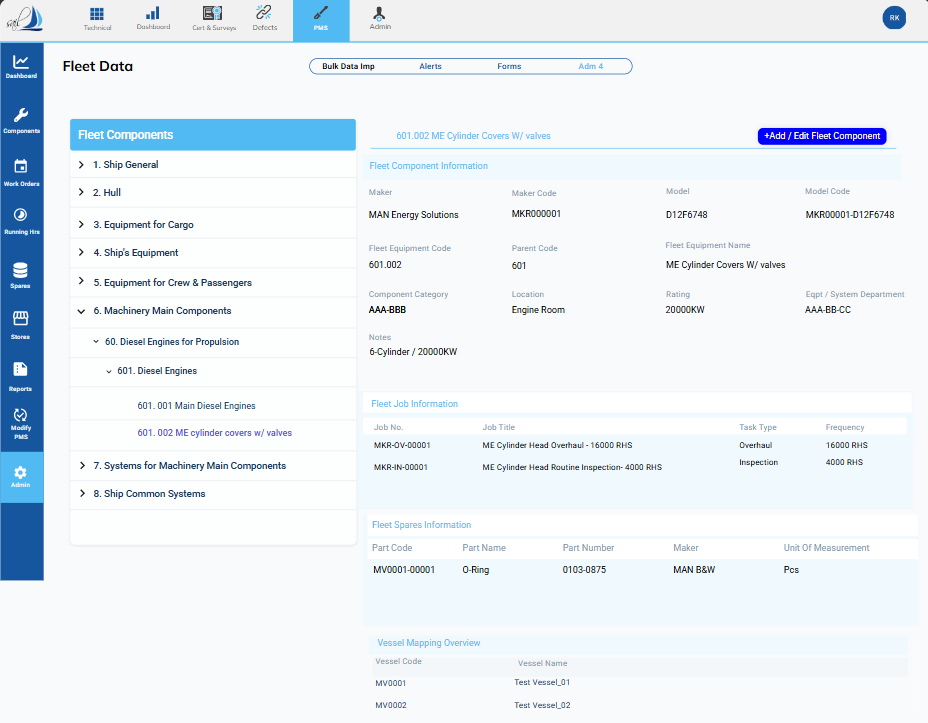 sail
Technical
Dashboard
Cert & Surveys
Defects
PMS
Admin
RK
Dashboard
Components
Work Orders
Running Hrs
Spares
Stores
Reports
Modify
PMS
Admin
Fleet Data
Bulk Data Imp
Alerts
Forms
Adm 4
Fleet Components
1. Ship General
2. Hull
3. Equipment for Cargo
4. Ship's Equipment
5. Equipment for Crew & Passengers
6. Machinery Main Components
60. Diesel Engines for Propulsion
601. Diesel Engines
601. 001 Main Diesel Engines
601. 002 ME cylinder covers w/ valves
7. Systems for Machinery Main Components
8. Ship Common Systems
601.002 ME Cylinder Covers W/ valves
+Add / Edit Fleet Component
Fleet Component Information
Maker Maker Code Model Model Code
MAN Energy Solutions MKR000001 D12F6748 MKR00001-D12F6748
Fleet Equipment Code Parent Code Fleet Equipment Name
601.002 601 ME Cylinder Covers W/ valves
Component Category Location Rating Eqpt / System Department
AAA-BBB Engine Room 20000KW AAA-BB-CC
Notes
6-Cylinder / 20000KW
Fleet Job Information
Job No. Job Title Task Type Frequency
MKR-OV-00001 ME Cylinder Head Overhaul - 16000 RHS Overhaul 16000 RHS
MKR-IN-00001 ME Cylinder Head Routine Inspection- 4000 RHS Inspection 4000 RHS
Fleet Spares Information
Part Code Part Name Part Number Maker Unit Of Measurement
MV0001-00001 O-Ring 0103-0875 MAN B&W Pcs
Vessel Mapping Overview
Vessel Code Vessel Name
MV0001 Test Vessel_01
MV0002 Test Vessel_02